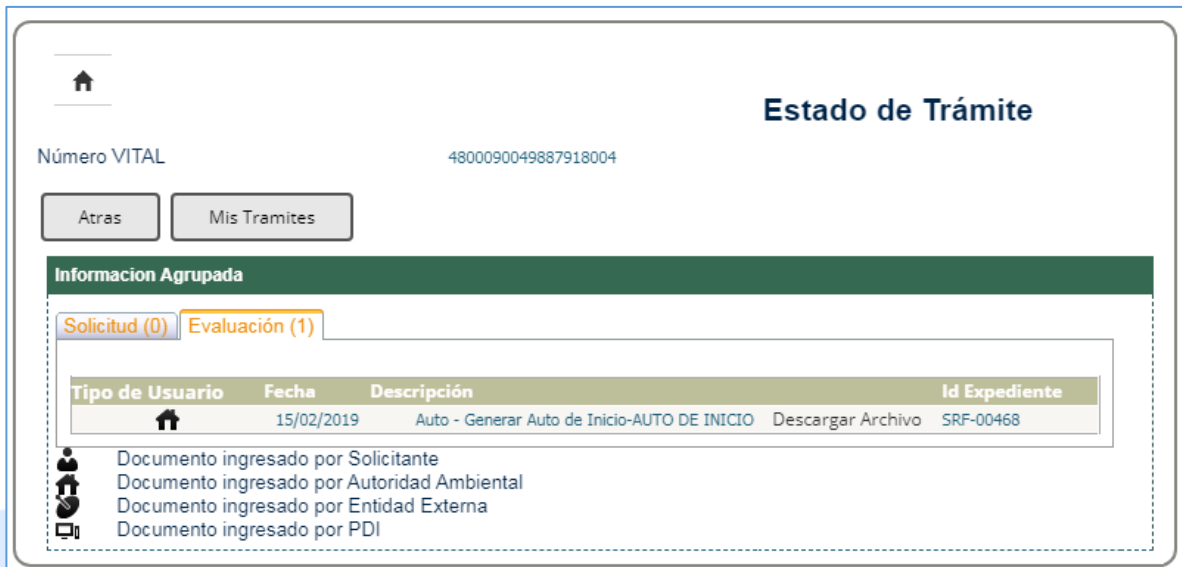 Estado de Trámite
Número VITAL 4800090049887918004
Atras Mis Tramites
Informacion Agrupada
Solicitud (0) Evaluación (1)
Tipo de Usuario Fecha Descripción Id Expediente
15/02/2019 Auto - Generar Auto de Inicio-AUTO DE INICIO Descargar Archivo SRF-00468
Documento ingresado por Solicitante
Documento ingresado por Autoridad Ambiental
Documento ingresado por Entidad Externa
Documento ingresado por PDI